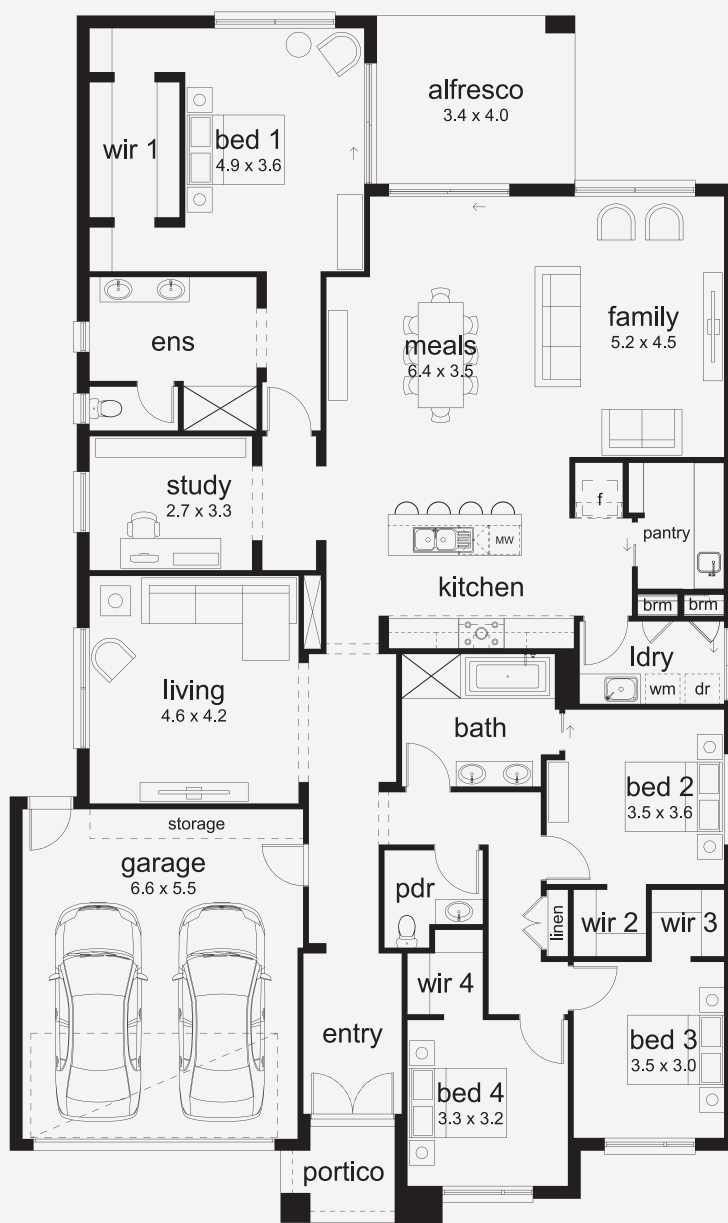 alfresco
3.4 x 4.0
wir 1
bed 1
4.9 x 3.6
ens
meals
6.4 x 3.5
family
5.2 x 4.5
study
2.7 x 3.3
f
pantry
MW
kitchen
brm
brm
living
4.6 x 4.2
ldry
wm
dr
bath
bed 2
3.5 x 3.6
storage
garage
6.6 x 5.5
pdr
linen
wir 2
wir 3
wir 4
entry
bed 3
3.5 x 3.0
bed 4
3.3 x 3.2
portico